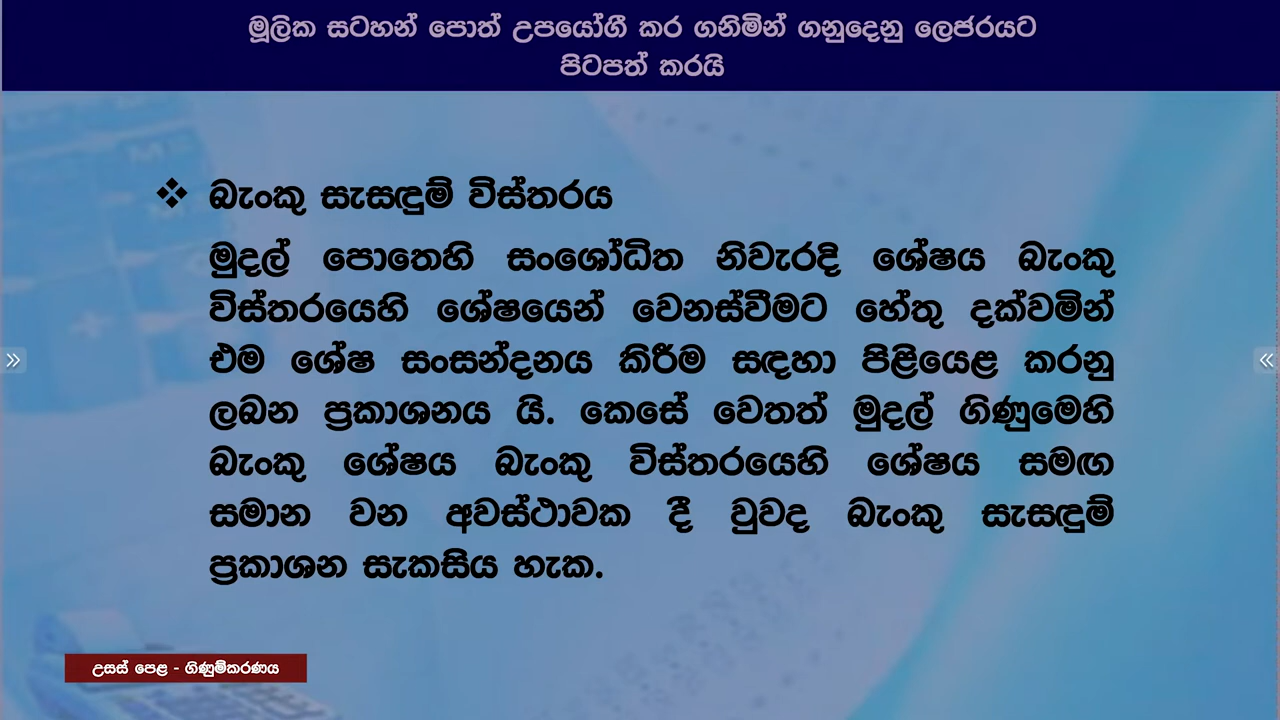 මූලික සටහන් පොත් උපයෝගී කර ගනිමින් ගනුදෙනු ලෙජරයට
පිටපත් කරයි
❖ බැංකු සැසඳුම් විස්තරය
මුදල් පොතෙහි සංශෝධිත නිවැරදි ශේෂය බැංකු
විස්තරයෙහි ශේෂයෙන් වෙනස්වීමට හේතු දක්වමින්
එම ශේෂ සංසන්දනය කිරීම සඳහා පිළියෙළ කරනු
ලබන ප්‍රකාශනය යි. කෙසේ වෙතත් මුදල් ගිණුමෙහි
බැංකු ශේෂය බැංකු විස්තරයෙහි ශේෂය සමඟ
සමාන වන අවස්ථාවක දී වුවද බැංකු සැසඳුම්
ප්‍රකාශන සැකසිය හැක.
උසස් පෙළ - ගිණුම්කරණය